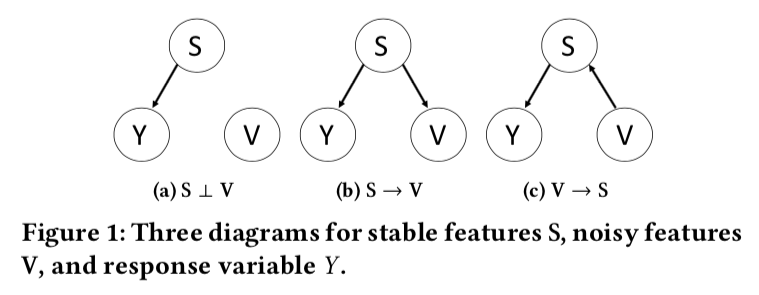 S S S
Y V Y V Y V
(a) S ⊥ V (b) S → V (c) V → S
Figure 1: Three diagrams for stable features S, noisy features
V, and response variable Y.